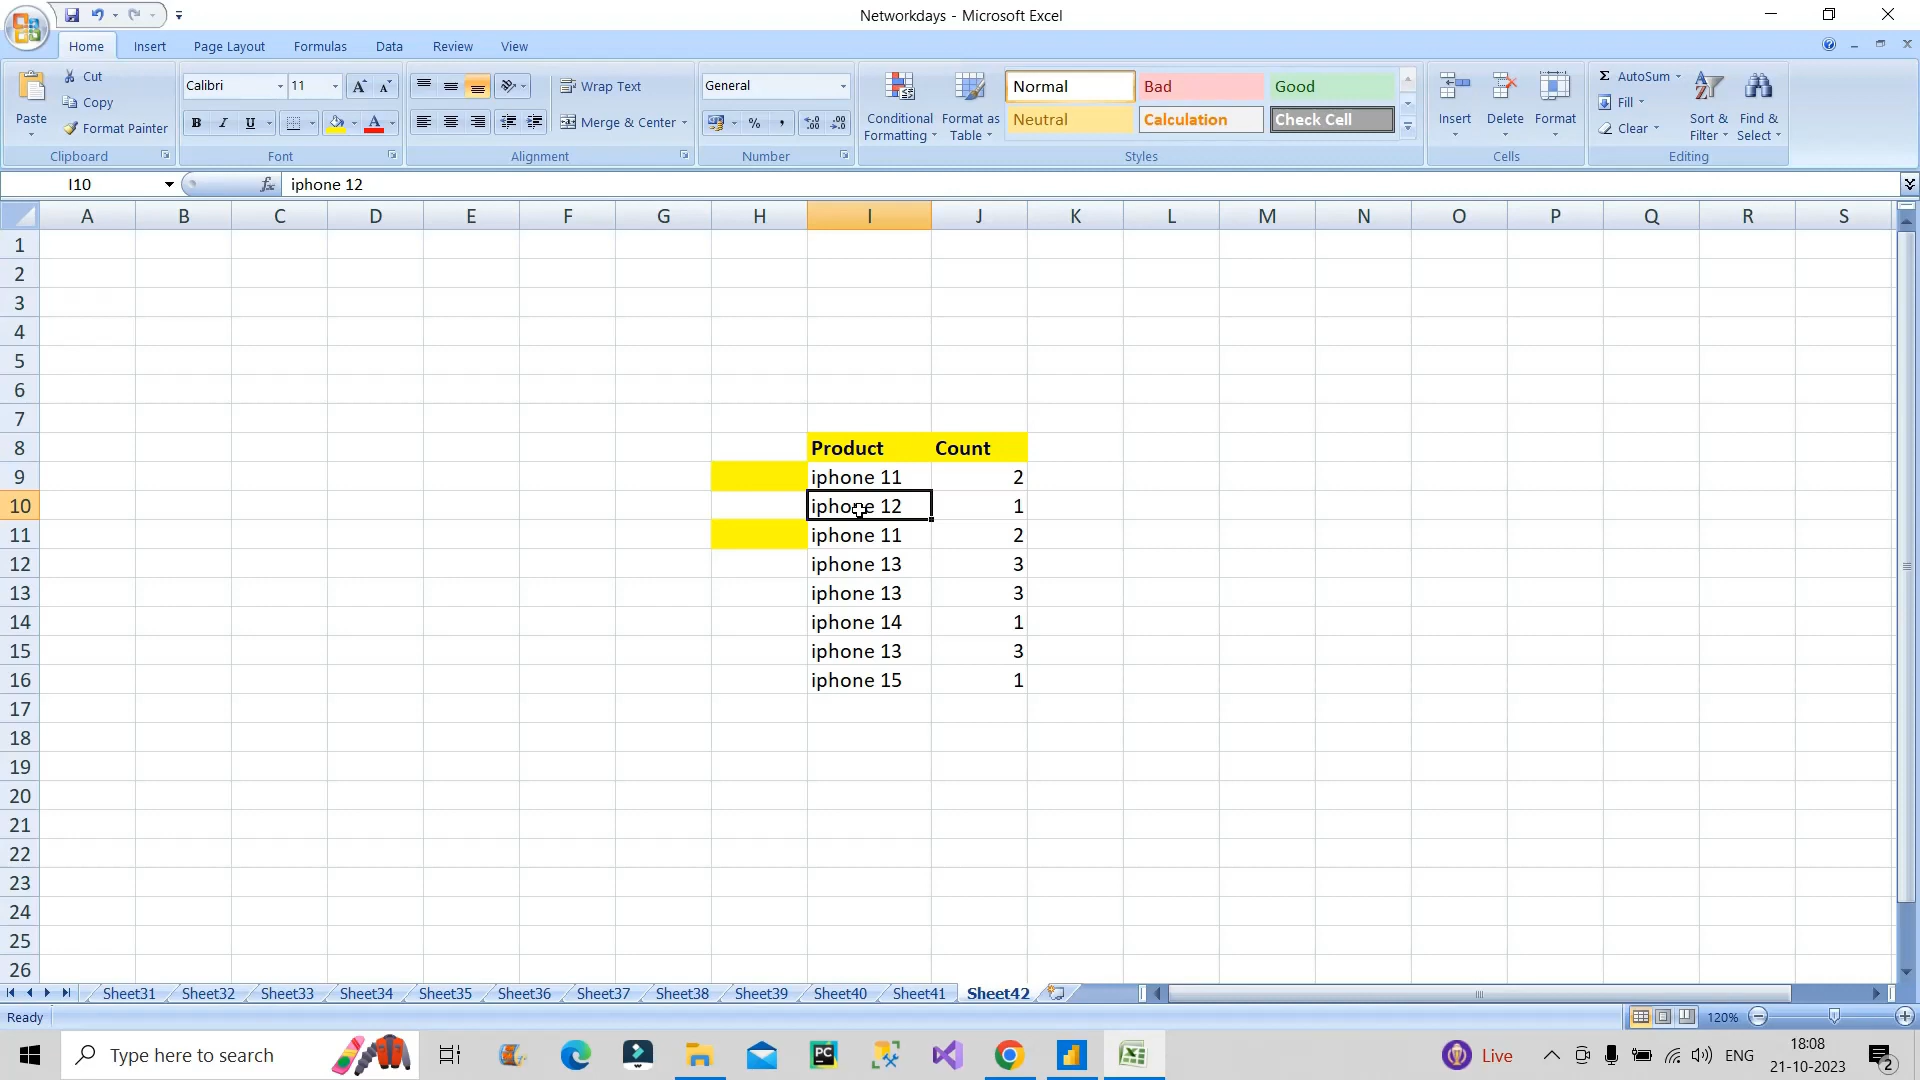 Networkdays - Microsoft Excel
Home Insert Page Layout Formulas Data Review View
Paste
Cut
Copy
Format Painter
Clipboard
Calibri 11
B I U
Font
Wrap Text
Merge & Center
Alignment
General
%
Number
Conditional Formatting
Format as Table
Normal Bad Good
Neutral Calculation Check Cell
Styles
Insert Delete Format
Cells
Σ AutoSum
Fill
Clear
Sort & Filter
Find & Select
Editing
I10 fx iphone 12
A B C D E F G H I J K L M N O P Q R S
1
2
3
4
5
6
7
8 Product Count
9 iphone 11 2
10 iphone 12 1
11 iphone 11 2
12 iphone 13 3
13 iphone 13 3
14 iphone 14 1
15 iphone 13 3
16 iphone 15 1
17
18
19
20
21
22
23
24
25
26
Sheet31 Sheet32 Sheet33 Sheet34 Sheet35 Sheet36 Sheet37 Sheet38 Sheet39 Sheet40 Sheet41 Sheet42
Ready 120%
Type here to search
PC
Live
ENG
18:08
21-10-2023
2